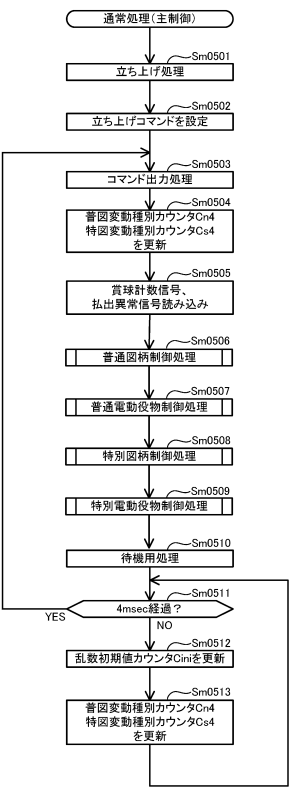 通常処理(主制御)
Sm0501
立ち上げ処理
Sm0502
立ち上げコマンドを設定
Sm0503
コマンド出力処理
Sm0504
普図変動種別カウンタCn4
特図変動種別カウンタCs4
を更新
Sm0505
賞球計数信号、
払出異常信号読み込み
Sm0506
普通図柄制御処理
Sm0507
普通電動役物制御処理
Sm0508
特別図柄制御処理
Sm0509
特別電動役物制御処理
Sm0510
待機用処理
Sm0511
4msec経過?
YES
NO
Sm0512
乱数初期値カウンタCiniを更新
Sm0513
普図変動種別カウンタCn4
特図変動種別カウンタCs4
を更新